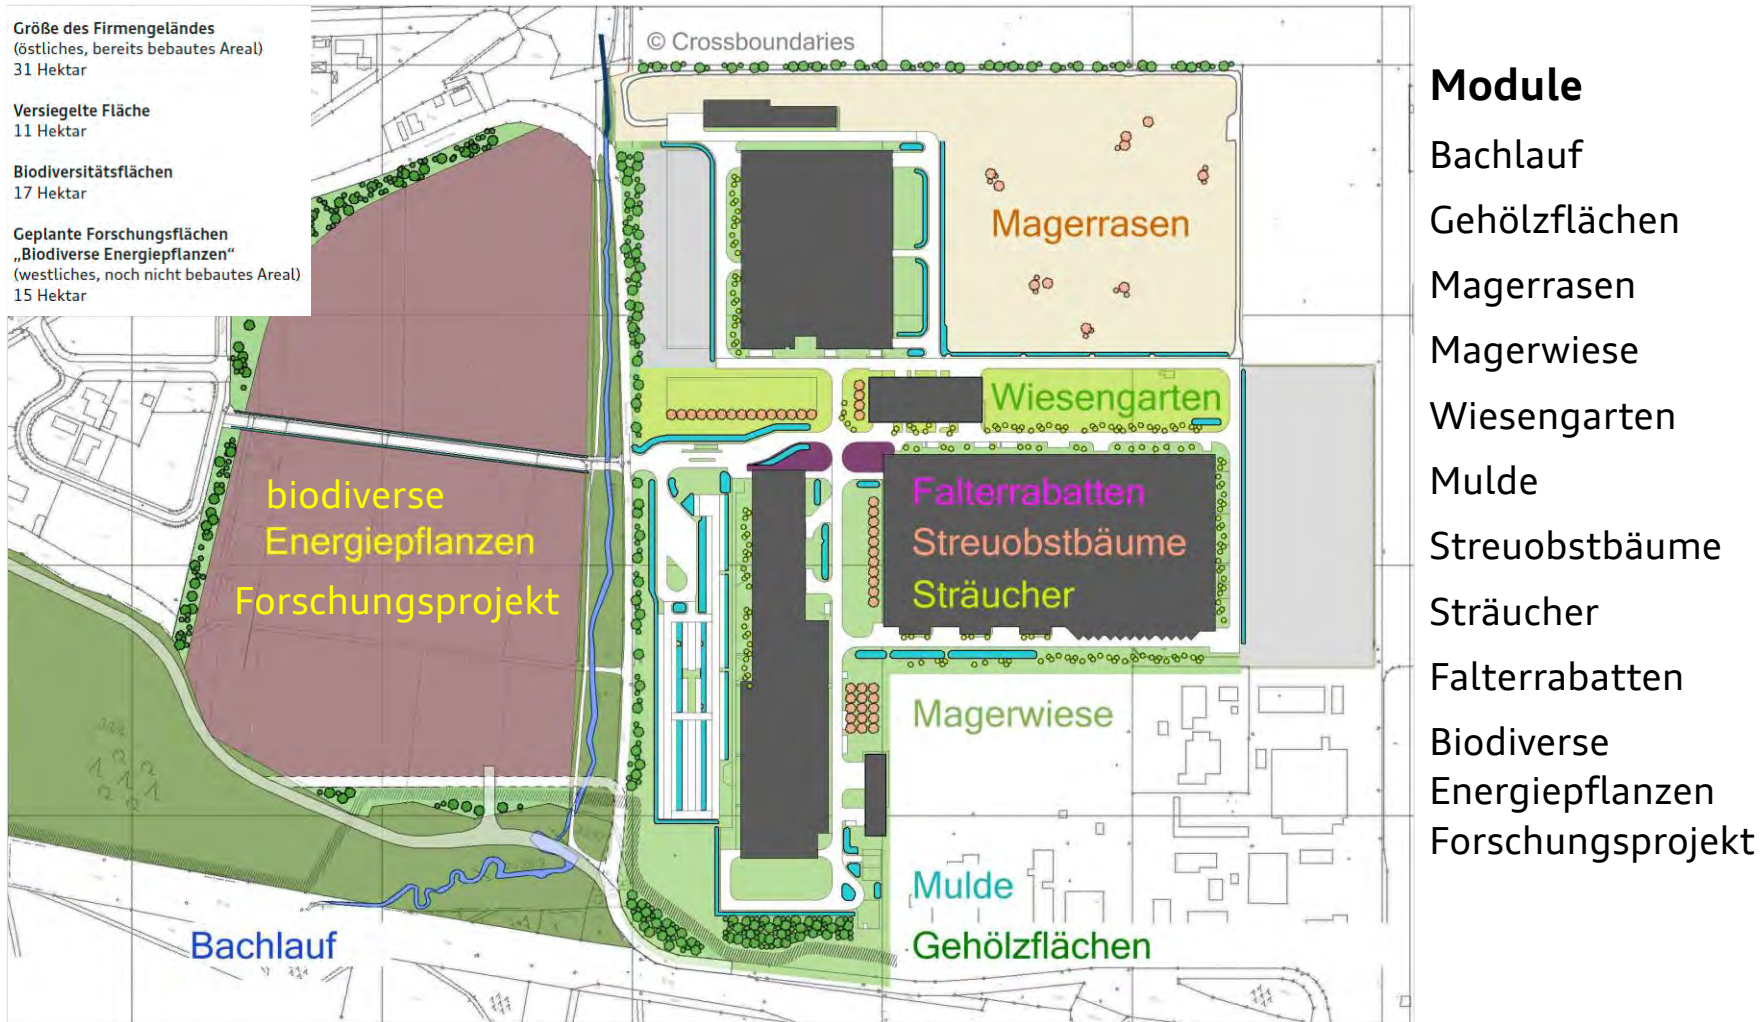 Größe des Firmengeländes
(östliches, bereits bebautes Areal)
31 Hektar
Versiegelte Fläche
11 Hektar
Biodiversitätsflächen
17 Hektar
Geplante Forschungsflächen
„Biodiverse Energiepflanzen“
(westliches, noch nicht bebautes Areal)
15 Hektar
© Crossboundaries
Magerrasen
Wiesengarten
biodiverse
Energiepflanzen
Forschungsprojekt
Falterrabatten
Streuobstbäume
Sträucher
Magerwiese
Mulde
Gehölzflächen
Bachlauf
Module
Bachlauf
Gehölzflächen
Magerrasen
Magerwiese
Wiesengarten
Mulde
Streuobstbäume
Sträucher
Falterrabatten
Biodiverse
Energiepflanzen
Forschungsprojekt